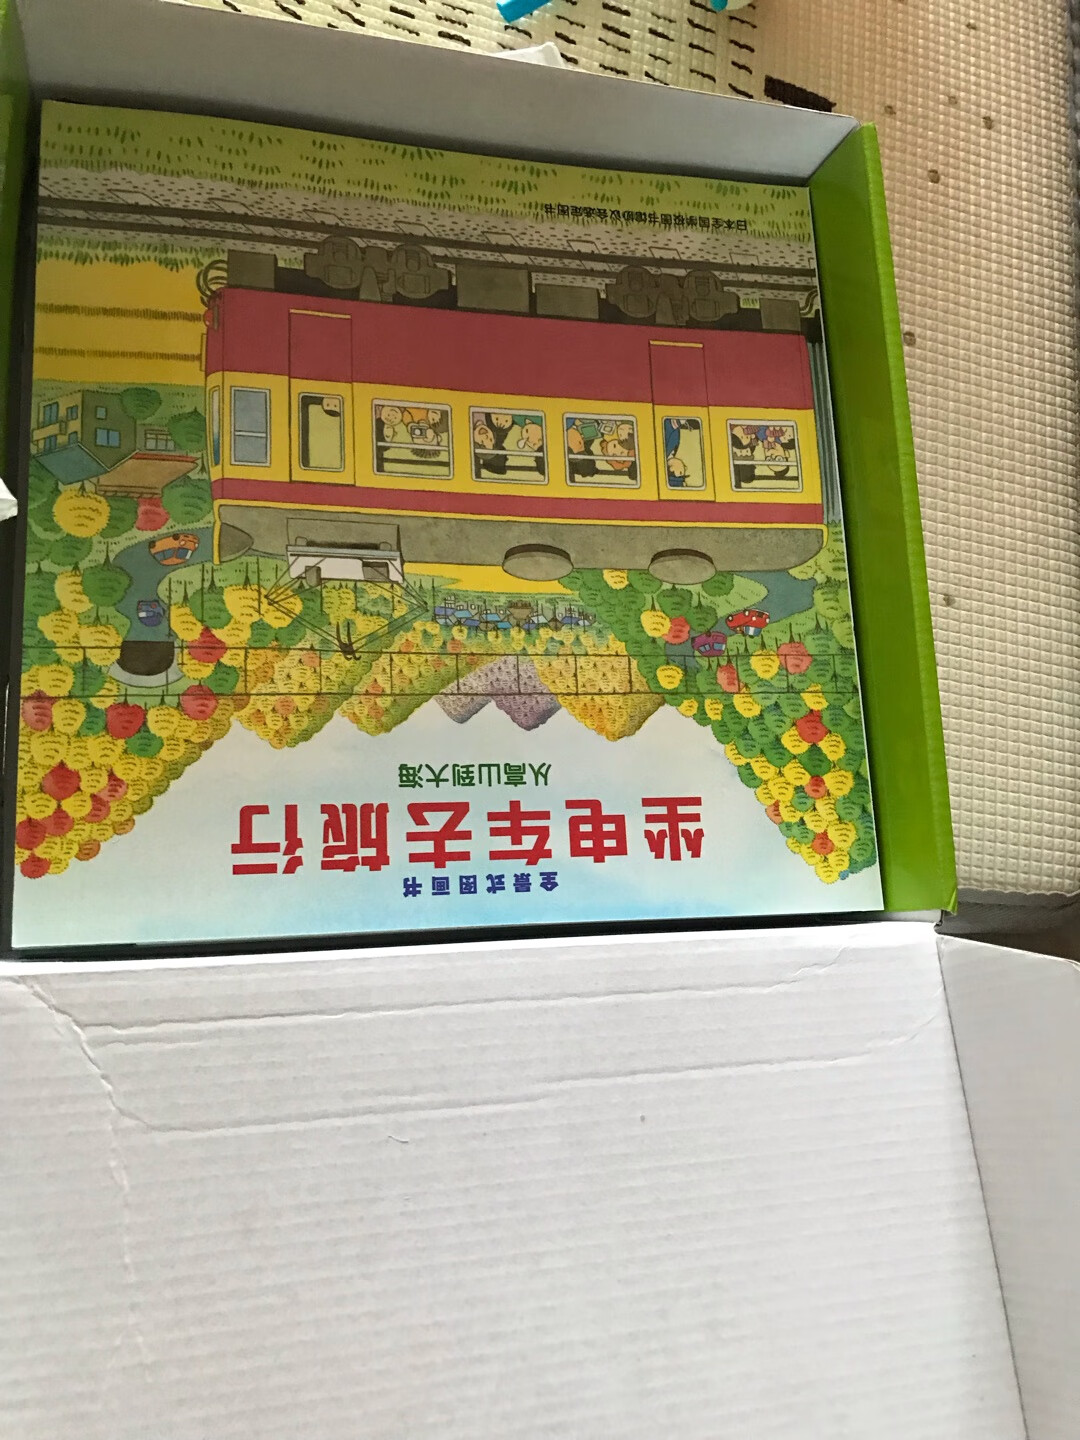 全景式图画书
坐电车去旅行
从高山到大海
日本全国学校图书馆协议会选定图书